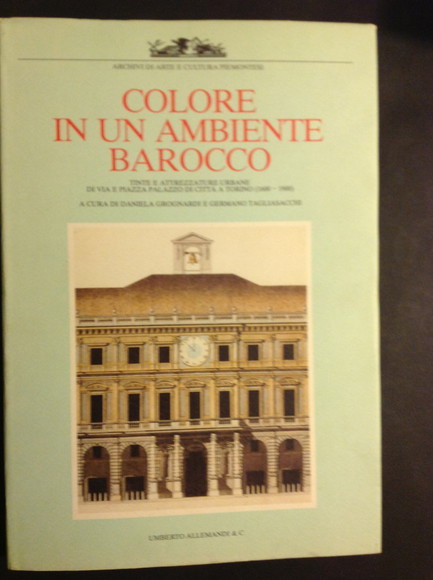 ARCHIVI DI ARTE E CULTURA PIEMONTESI
COLORE
IN UN AMBIENTE
BAROCCO
TINTE E ATTREZZATURE URBANE
DI VIA E PIAZZA PALAZZO DI CITTÀ A TORINO (1600 - 1988)
A CURA DI DANIELA GROGNARDI E GERMANO TAGLIASACCHI
UMBERTO ALLEMANDI & C.